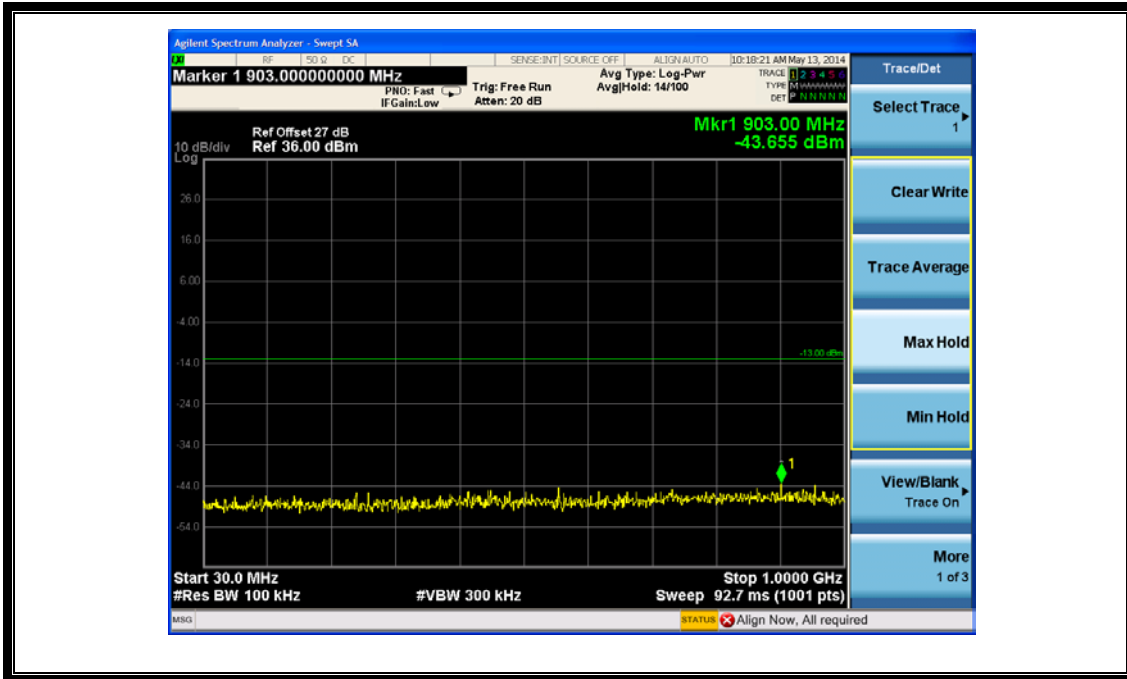 Agilent Spectrum Analyzer - Swept SA
LXI RF 50 Ω DC SENSE:INT SOURCE OFF ALIGN AUTO 10:18:21 AM May 13, 2014
Marker 1 903.000000000 MHz
PNO: Fast
IFGain:Low
Trig: Free Run
Atten: 20 dB
Avg Type: Log-Pwr
Avg|Hold: 14/100
TRACE 1 2 3 4 5 6
TYPE M
DET P N N N N N
Mkr1 903.00 MHz
-43.655 dBm
Ref Offset 27 dB
10 dB/div Ref 36.00 dBm
Log
26.0
16.0
6.00
-4.00
-14.0
-24.0
-34.0
-44.0
-54.0
-13.00 dBm
1
Start 30.0 MHz
Stop 1.0000 GHz
#Res BW 100 kHz
#VBW 300 kHz
Sweep 92.7 ms (1001 pts)
MSG
STATUS Align Now, All required
Trace/Det
Select Trace
1
Clear Write
Trace Average
Max Hold
Min Hold
View/Blank
Trace On
More
1 of 3